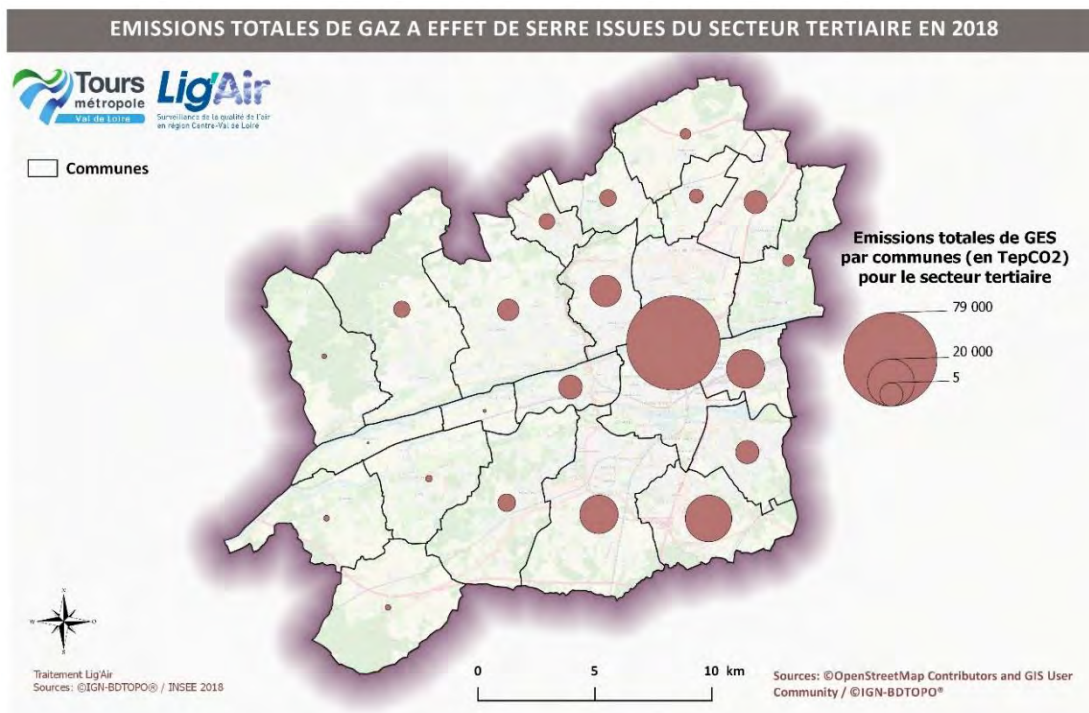 EMISSIONS TOTALES DE GAZ A EFFET DE SERRE ISSUES DU SECTEUR TERTIAIRE EN 2018
Tours
métropole
Val de Loire
Lig'Air
Surveillance de la qualité de l'air
en région Centre-Val de Loire
Communes
Emissions totales de GES
par communes (en TepCO2)
pour le secteur tertiaire
79 000
20 000
5
Traitement Lig'Air
Sources: ©IGN-BDTOPO® / INSEE 2018
0 5 10 km
Sources: ©OpenStreetMap Contributors and GIS User
Community / ©IGN-BDTOPO®